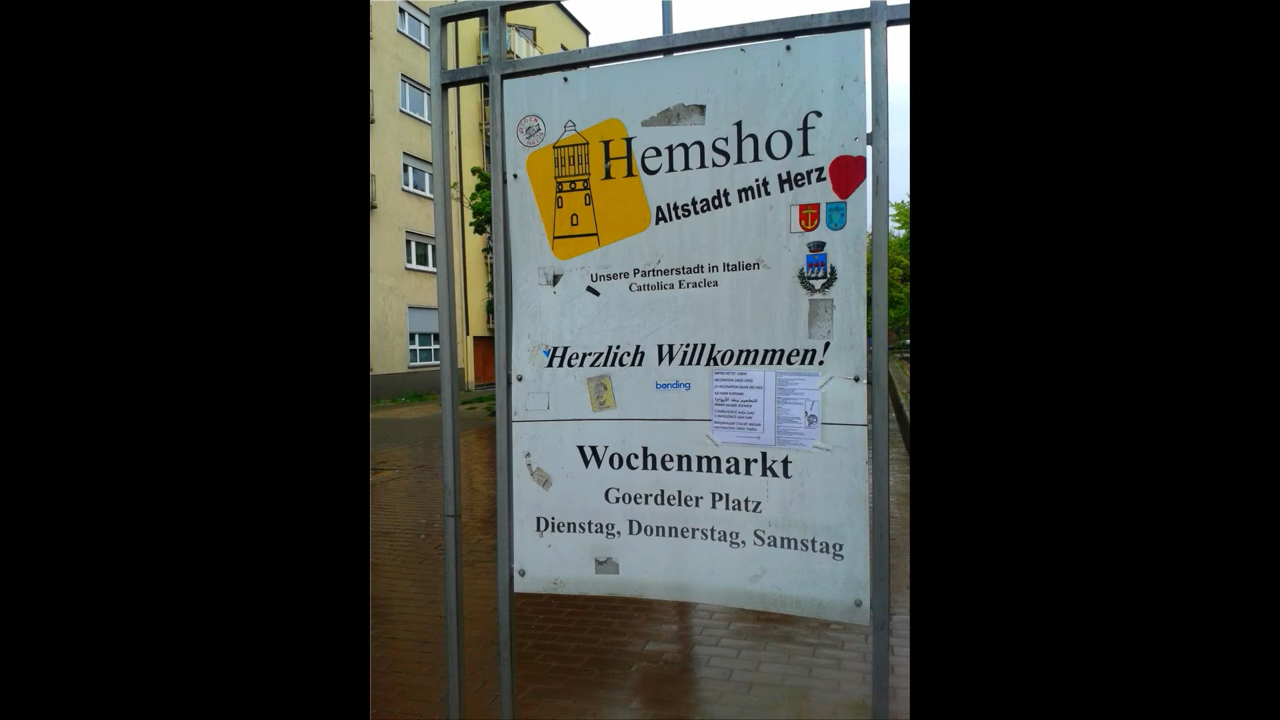 Hemshof
Altstadt mit Herz
Unsere Partnerstadt in Italien
Cattolica Eraclea
Herzlich Willkommen!
bonding
Wochenmarkt
Goerdeler Platz
Dienstag, Donnerstag, Samstag